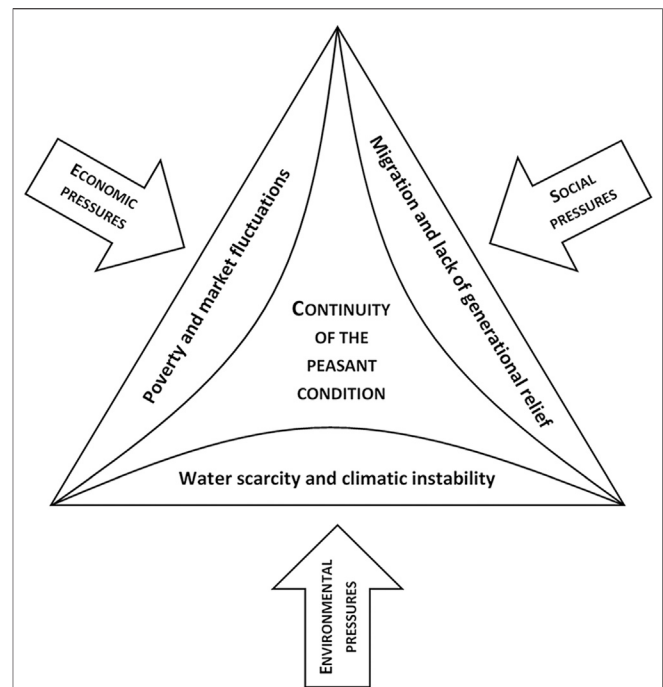 ECONOMIC
PRESSURES
SOCIAL
PRESSURES
Poverty and market fluctuations
Migration and lack of generational relief
CONTINUITY
OF THE
PEASANT
CONDITION
Water scarcity and climatic instability
ENVIRONMENTAL
PRESSURES